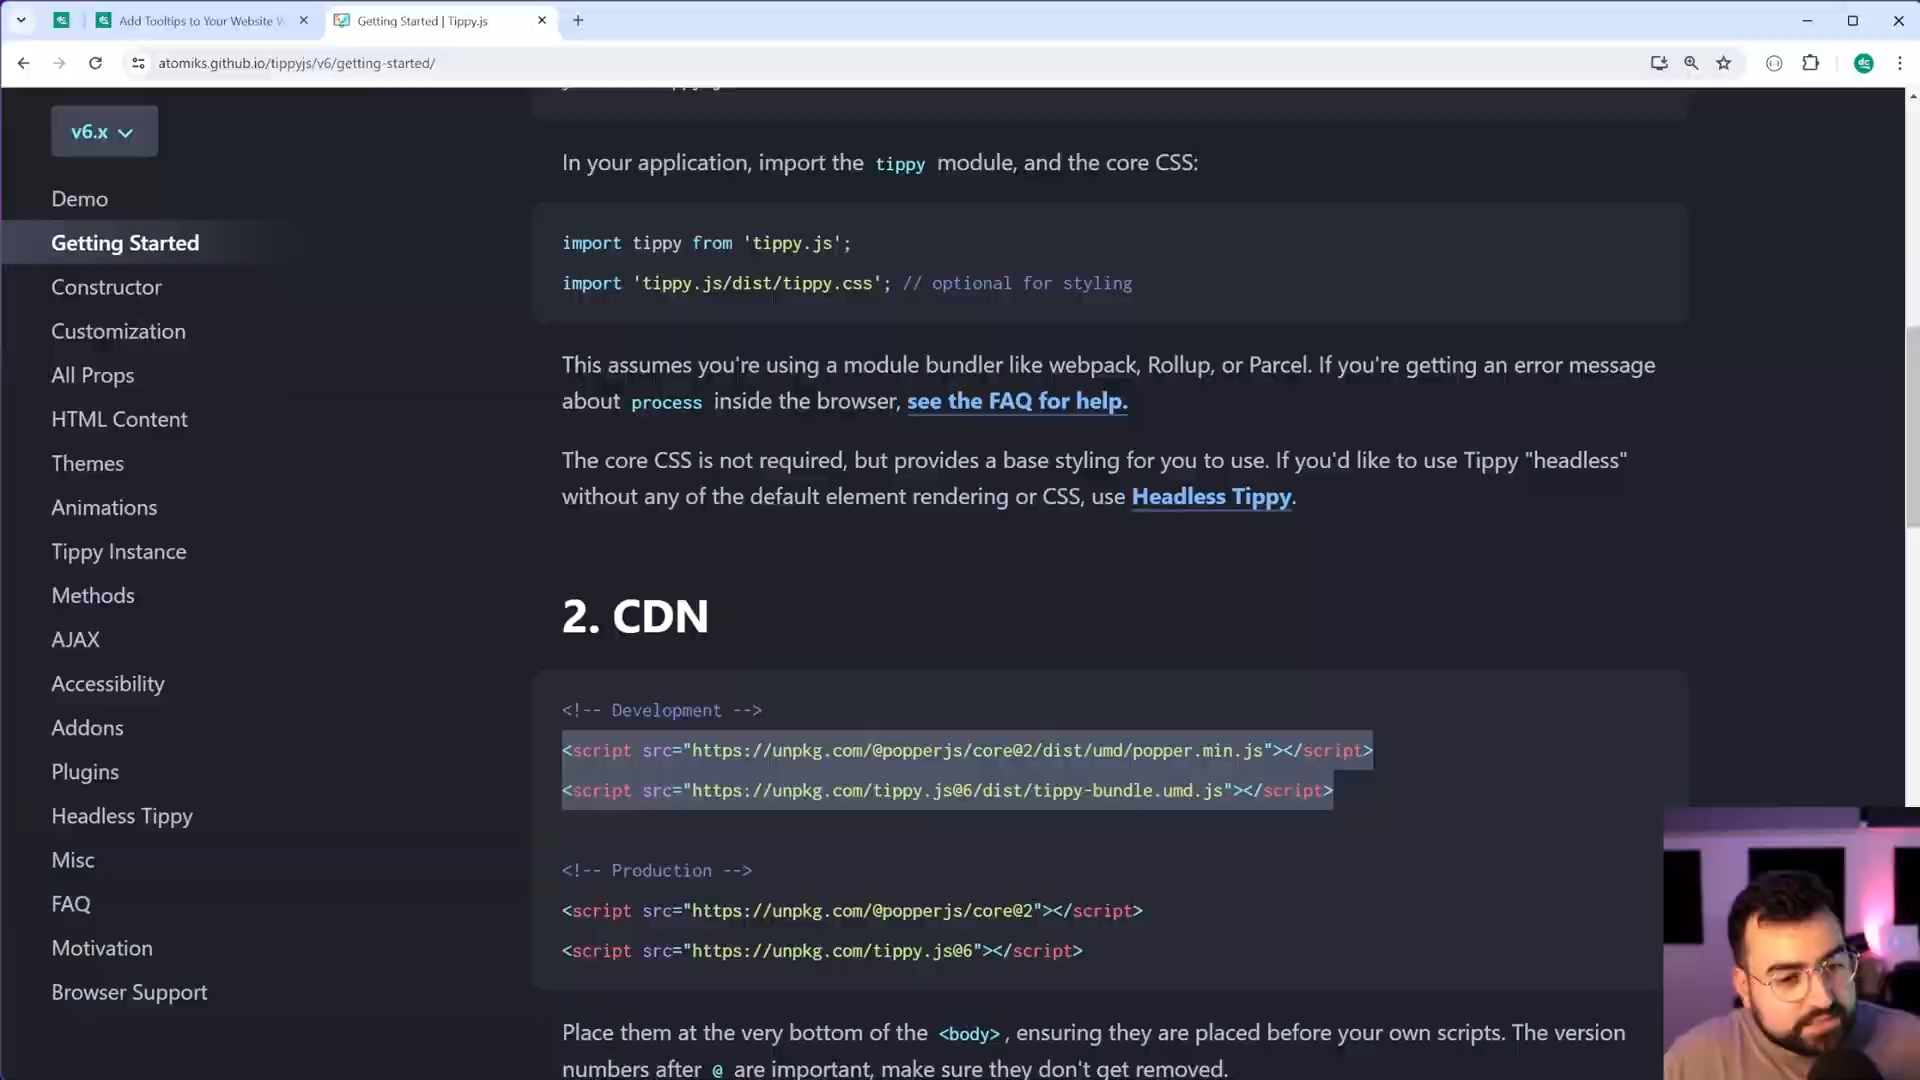 Add Tooltips to Your Website
Getting Started | Tippy.js
atomiks.github.io/tippyjs/v6/getting-started/
dc
v6.x
Demo
Getting Started
Constructor
Customization
All Props
HTML Content
Themes
Animations
Tippy Instance
Methods
AJAX
Accessibility
Addons
Plugins
Headless Tippy
Misc
FAQ
Motivation
Browser Support
In your application, import the tippy module, and the core CSS:
import tippy from 'tippy.js';
import 'tippy.js/dist/tippy.css'; // optional for styling
This assumes you're using a module bundler like webpack, Rollup, or Parcel. If you're getting an error message
about process inside the browser, see the FAQ for help.
The core CSS is not required, but provides a base styling for you to use. If you'd like to use Tippy "headless"
without any of the default element rendering or CSS, use Headless Tippy.
2. CDN
<!-- Development -->
<script src="https://unpkg.com/@popperjs/core@2/dist/umd/popper.min.js"></script>
<script src="https://unpkg.com/tippy.js@6/dist/tippy-bundle.umd.js"></script>
<!-- Production -->
<script src="https://unpkg.com/@popperjs/core@2"></script>
<script src="https://unpkg.com/tippy.js@6"></script>
Place them at the very bottom of the <body>, ensuring they are placed before your own scripts. The version
numbers after @ are important, make sure they don't get removed.